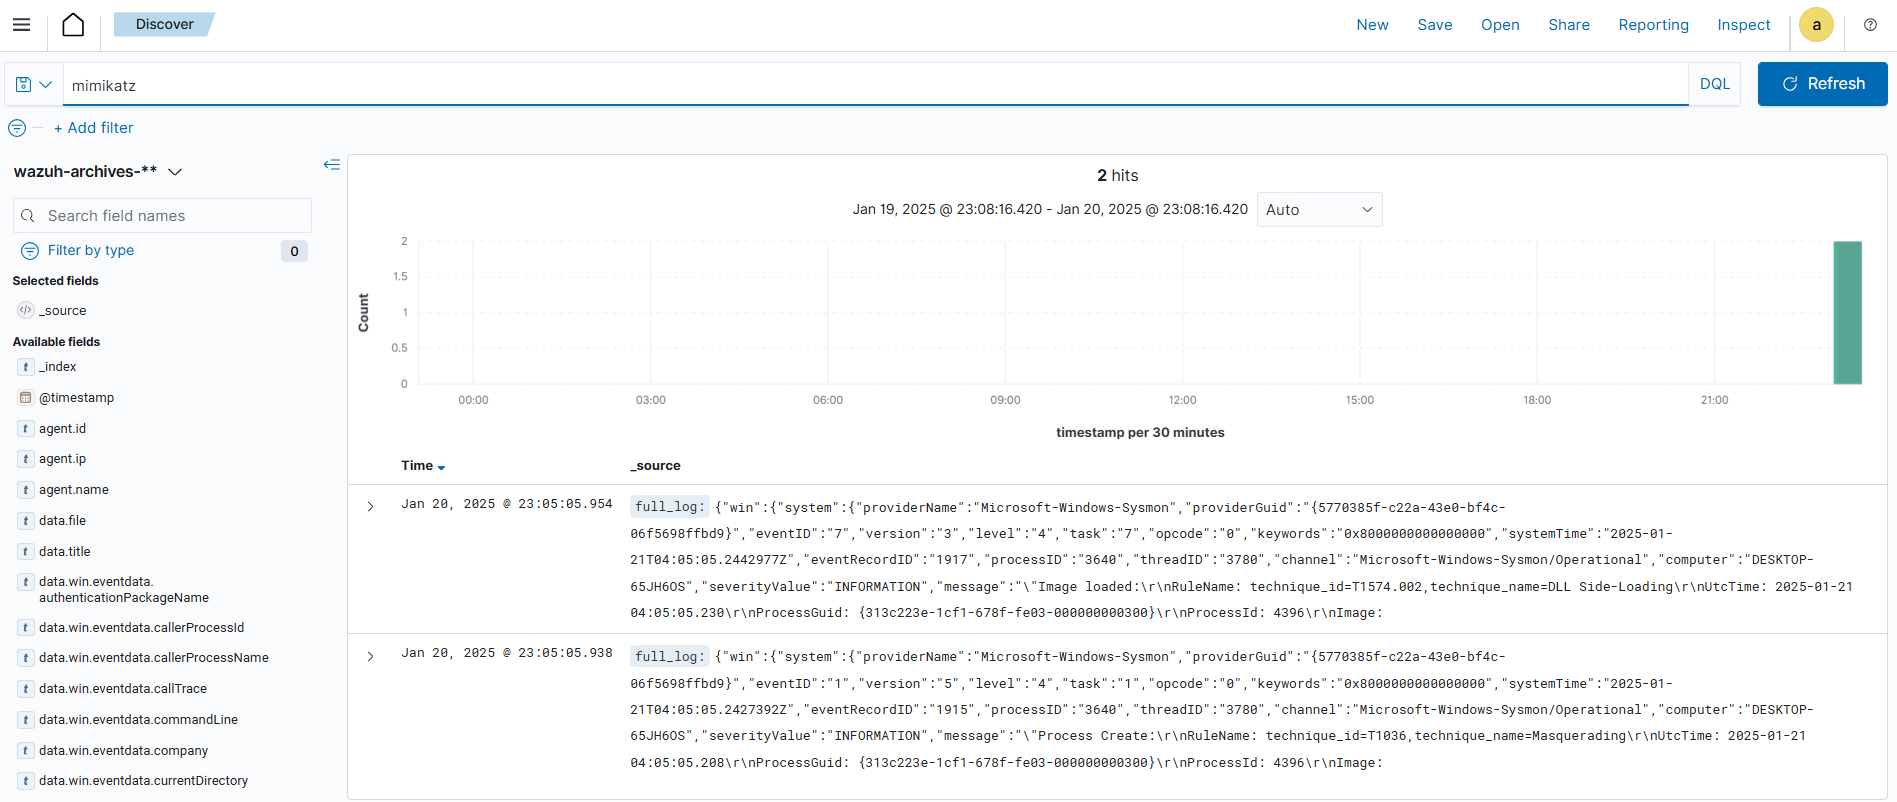 Discover
New Save Open Share Reporting Inspect a
mimikatz
DQL
Refresh
+ Add filter
wazuh-archives-**
Search field names
Filter by type
0
Selected fields
_source
Available fields
t _index
@timestamp
t agent.id
t agent.ip
t agent.name
t data.file
t data.title
t data.win.eventdata.
authenticationPackageName
t data.win.eventdata.callerProcessId
t data.win.eventdata.callerProcessName
t data.win.eventdata.callTrace
t data.win.eventdata.commandLine
t data.win.eventdata.company
t data.win.eventdata.currentDirectory
2 hits
Jan 19, 2025 @ 23:08:16.420 - Jan 20, 2025 @ 23:08:16.420 Auto
Count
2
1.5
1
0.5
0
00:00 03:00 06:00 09:00 12:00 15:00 18:00 21:00
timestamp per 30 minutes
Time _source
Jan 20, 2025 @ 23:05:05.954
full_log: {"win":{"system":{"providerName":"Microsoft-Windows-Sysmon","providerGuid":"{5770385f-c22a-43e0-bf4c-
06f5698ffbd9}","eventID":"7","version":"3","level":"4","task":"7","opcode":"0","keywords":"0x8000000000000000","systemTime":"2025-01-
21T04:05:05.2442977Z","eventRecordID":"1917","processID":"3640","threadID":"3780","channel":"Microsoft-Windows-Sysmon/Operational","computer":"DESKTOP-
65JH6OS","severityValue":"INFORMATION","message":"\"Image loaded:\r\nRuleName: technique_id=T1574.002,technique_name=DLL Side-Loading\r\nUtcTime: 2025-01-21
04:05:05.230\r\nProcessGuid: {313c223e-1cf1-678f-fe03-000000000300}\r\nProcessId: 4396\r\nImage:
Jan 20, 2025 @ 23:05:05.938
full_log: {"win":{"system":{"providerName":"Microsoft-Windows-Sysmon","providerGuid":"{5770385f-c22a-43e0-bf4c-
06f5698ffbd9}","eventID":"1","version":"5","level":"4","task":"1","opcode":"0","keywords":"0x8000000000000000","systemTime":"2025-01-
21T04:05:05.2427392Z","eventRecordID":"1915","processID":"3640","threadID":"3780","channel":"Microsoft-Windows-Sysmon/Operational","computer":"DESKTOP-
65JH6OS","severityValue":"INFORMATION","message":"\"Process Create:\r\nRuleName: technique_id=T1036,technique_name=Masquerading\r\nUtcTime: 2025-01-21
04:05:05.208\r\nProcessGuid: {313c223e-1cf1-678f-fe03-000000000300}\r\nProcessId: 4396\r\nImage: